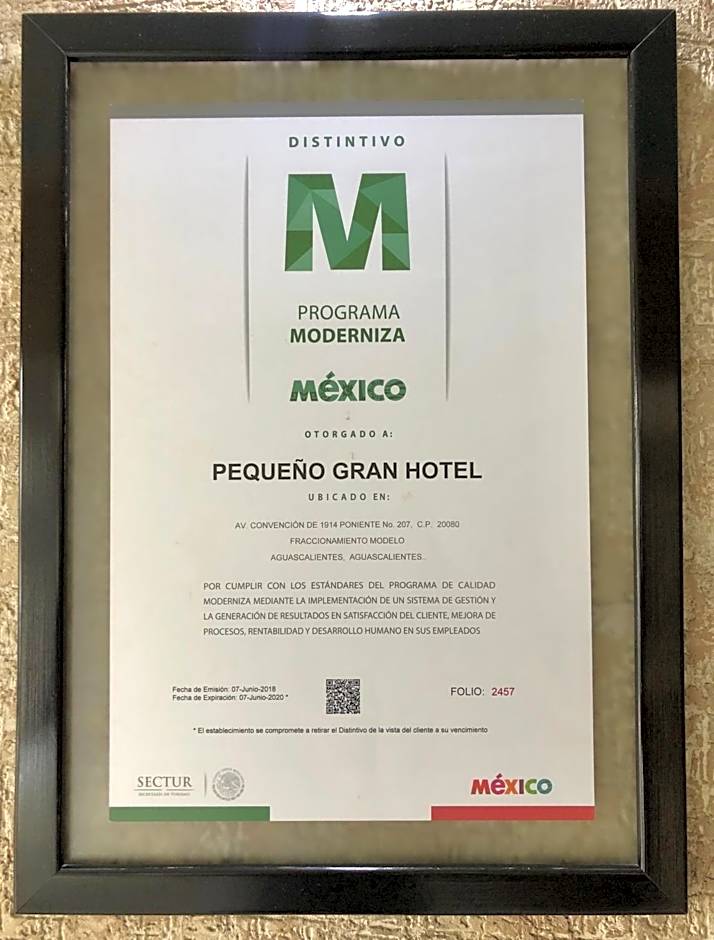 DISTINTIVO
M
PROGRAMA
MODERNIZA
MéXICO
OTORGADO A:
PEQUEÑO GRAN HOTEL
UBICADO EN:
AV. CONVENCIÓN DE 1914 PONIENTE No. 207, C.P. 20080
FRACCIONAMIENTO MODELO
AGUASCALIENTES, AGUASCALIENTES..
POR CUMPLIR CON LOS ESTÁNDARES DEL PROGRAMA DE CALIDAD
MODERNIZA MEDIANTE LA IMPLEMENTACIÓN DE UN SISTEMA DE GESTIÓN Y
LA GENERACIÓN DE RESULTADOS EN SATISFACCIÓN DEL CLIENTE, MEJORA DE
PROCESOS, RENTABILIDAD Y DESARROLLO HUMANO EN SUS EMPLEADOS
Fecha de Emisión: 07-Junio-2018
Fecha de Expiración: 07-Junio-2020 *
FOLIO: 2457
* El establecimiento se compromete a retirar el Distintivo de la vista del cliente a su vencimiento
SECTUR
SECRETARÍA DE TURISMO
MéXICO